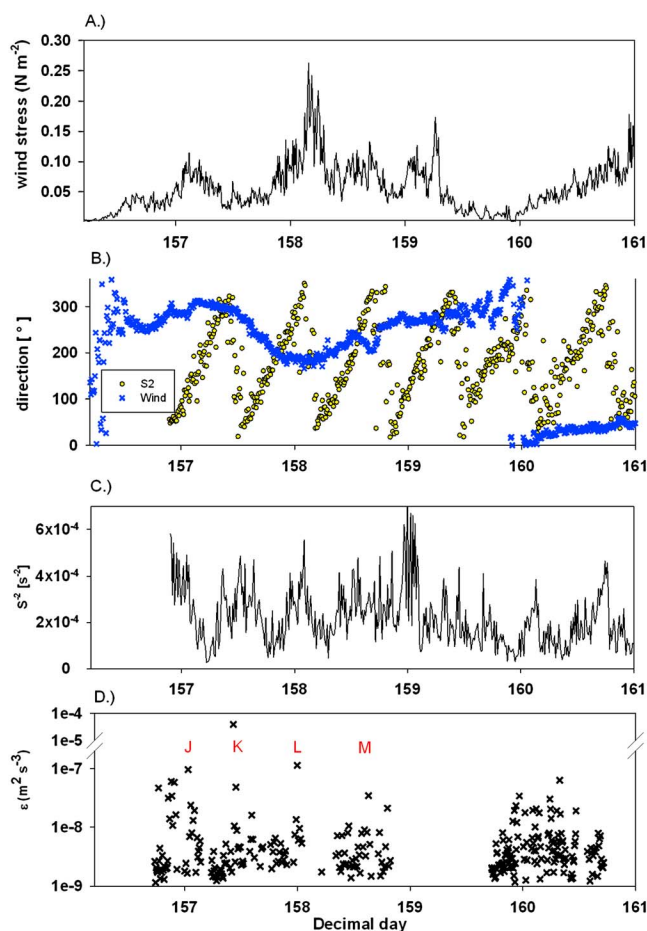 A.)
wind stress (N m-2)
0.30
0.25
0.20
0.15
0.10
0.05
157 158 159 160 161
B.)
direction [ ° ]
300
200
100
0
S2
Wind
157 158 159 160 161
C.)
S-2 [s-2]
6x10-4
4x10-4
2x10-4
0
157 158 159 160 161
D.)
ε (m2 s-3)
1e-4
1e-5
1e-7
1e-8
1e-9
J K L M
157 158 159 160 161
Decimal day